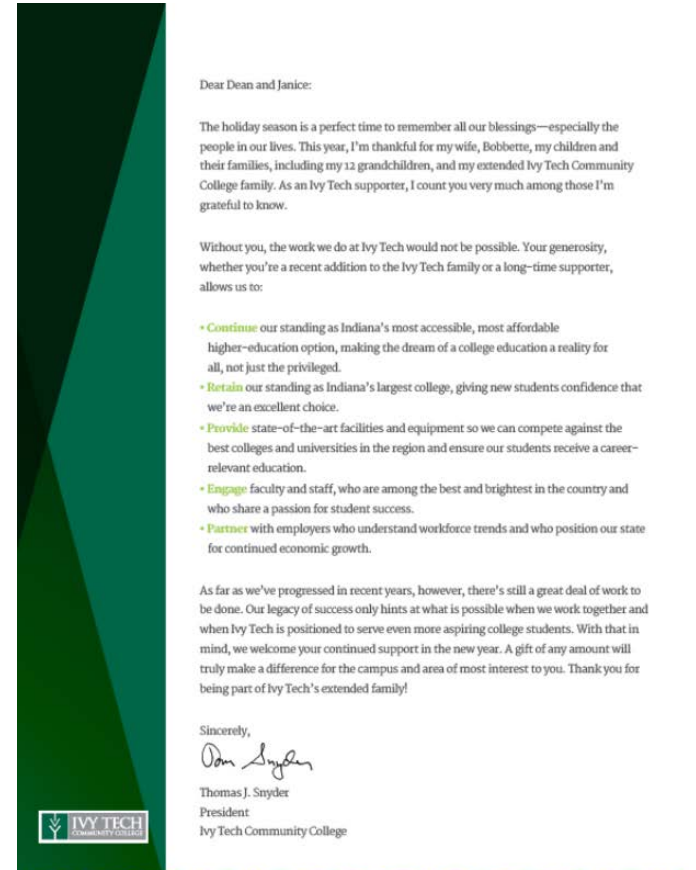 Dear Dean and Janice:
The holiday season is a perfect time to remember all our blessings—especially the
people in our lives. This year, I'm thankful for my wife, Bobbette, my children and
their families, including my 12 grandchildren, and my extended Ivy Tech Community
College family. As an Ivy Tech supporter, I count you very much among those I'm
grateful to know.
Without you, the work we do at Ivy Tech would not be possible. Your generosity,
whether you're a recent addition to the Ivy Tech family or a long-time supporter,
allows us to:
• Continue our standing as Indiana's most accessible, most affordable
higher-education option, making the dream of a college education a reality for
all, not just the privileged.
• Retain our standing as Indiana's largest college, giving new students confidence that
we're an excellent choice.
• Provide state-of-the-art facilities and equipment so we can compete against the
best colleges and universities in the region and ensure our students receive a career-
relevant education.
• Engage faculty and staff, who are among the best and brightest in the country and
who share a passion for student success.
• Partner with employers who understand workforce trends and who position our state
for continued economic growth.
As far as we've progressed in recent years, however, there's still a great deal of work to
be done. Our legacy of success only hints at what is possible when we work together and
when Ivy Tech is positioned to serve even more aspiring college students. With that in
mind, we welcome your continued support in the new year. A gift of any amount will
truly make a difference for the campus and area of most interest to you. Thank you for
being part of Ivy Tech's extended family!
Sincerely,
Tom Snyder
Thomas J. Snyder
President
Ivy Tech Community College
IVY TECH
COMMUNITY COLLEGE